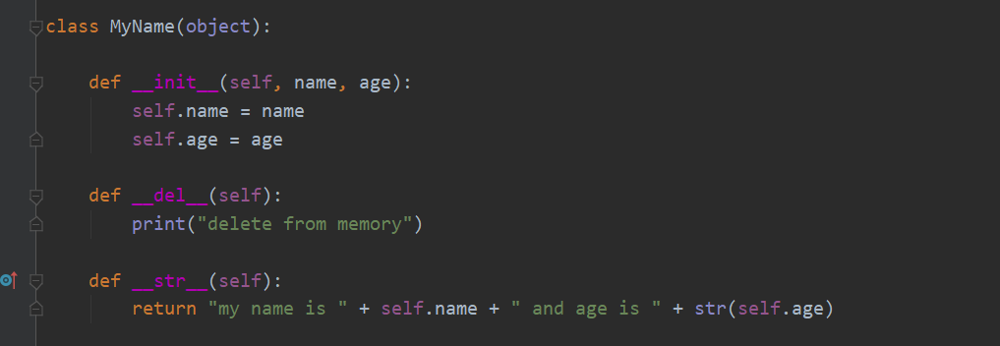 class MyName(object):
    def __init__(self, name, age):
        self.name = name
        self.age = age
    def __del__(self):
        print("delete from memory")
    def __str__(self):
        return "my name is " + self.name + " and age is " + str(self.age)